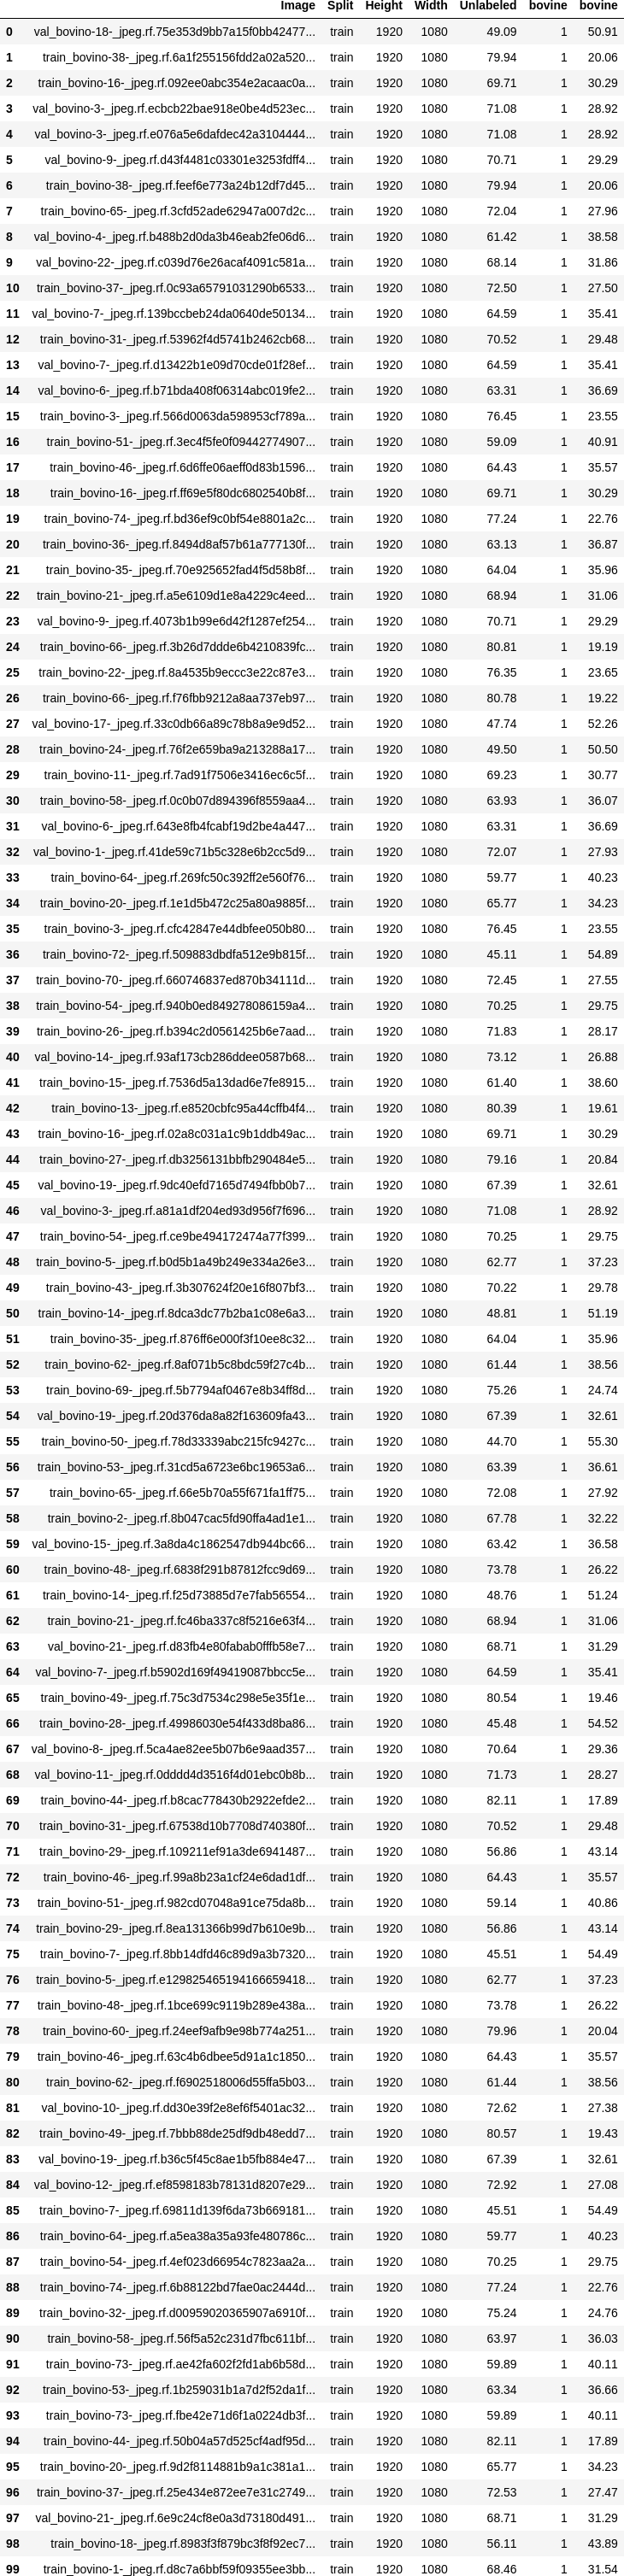 Image Split Height Width Unlabeled bovine bovine
0 val_bovino-18-_jpeg.rf.75e353d9bb7a15f0bb42477... train 1920 1080 49.09 1 50.91
1 train_bovino-38-_jpeg.rf.6a1f255156fdd2a02a520... train 1920 1080 79.94 1 20.06
2 train_bovino-16-_jpeg.rf.092ee0abc354e2acaac0a... train 1920 1080 69.71 1 30.29
3 val_bovino-3-_jpeg.rf.ecbcb22bae918e0be4d523ec... train 1920 1080 71.08 1 28.92
4 val_bovino-3-_jpeg.rf.e076a5e6dafdec42a3104444... train 1920 1080 71.08 1 28.92
5 val_bovino-9-_jpeg.rf.d43f4481c03301e3253fdff4... train 1920 1080 70.71 1 29.29
6 train_bovino-38-_jpeg.rf.feef6e773a24b12df7d45... train 1920 1080 79.94 1 20.06
7 train_bovino-65-_jpeg.rf.3cfd52ade62947a007d2c... train 1920 1080 72.04 1 27.96
8 val_bovino-4-_jpeg.rf.b488b2d0da3b46eab2fe06d6... train 1920 1080 61.42 1 38.58
9 val_bovino-22-_jpeg.rf.c039d76e26acaf4091c581a... train 1920 1080 68.14 1 31.86
10 train_bovino-37-_jpeg.rf.0c93a65791031290b6533... train 1920 1080 72.50 1 27.50
11 val_bovino-7-_jpeg.rf.139bccbeb24da0640de50134... train 1920 1080 64.59 1 35.41
12 train_bovino-31-_jpeg.rf.53962f4d5741b2462cb68... train 1920 1080 70.52 1 29.48
13 val_bovino-7-_jpeg.rf.d13422b1e09d70cde01f28ef... train 1920 1080 64.59 1 35.41
14 val_bovino-6-_jpeg.rf.b71bda408f06314abc019fe2... train 1920 1080 63.31 1 36.69
15 train_bovino-3-_jpeg.rf.566d0063da598953cf789a... train 1920 1080 76.45 1 23.55
16 train_bovino-51-_jpeg.rf.3ec4f5fe0f09442774907... train 1920 1080 59.09 1 40.91
17 train_bovino-46-_jpeg.rf.6d6ffe06aeff0d83b1596... train 1920 1080 64.43 1 35.57
18 train_bovino-16-_jpeg.rf.ff69e5f80dc6802540b8f... train 1920 1080 69.71 1 30.29
19 train_bovino-74-_jpeg.rf.bd36ef9c0bf54e8801a2c... train 1920 1080 77.24 1 22.76
20 train_bovino-36-_jpeg.rf.8494d8af57b61a777130f... train 1920 1080 63.13 1 36.87
21 train_bovino-35-_jpeg.rf.70e925652fad4f5d58b8f... train 1920 1080 64.04 1 35.96
22 train_bovino-21-_jpeg.rf.a5e6109d1e8a4229c4eed... train 1920 1080 68.94 1 31.06
23 val_bovino-9-_jpeg.rf.4073b1b99e6d42f1287ef254... train 1920 1080 70.71 1 29.29
24 train_bovino-66-_jpeg.rf.3b26d7ddde6b4210839fc... train 1920 1080 80.81 1 19.19
25 train_bovino-22-_jpeg.rf.8a4535b9eccc3e22c87e3... train 1920 1080 76.35 1 23.65
26 train_bovino-66-_jpeg.rf.f76fbb9212a8aa737eb97... train 1920 1080 80.78 1 19.22
27 val_bovino-17-_jpeg.rf.33c0db66a89c78b8a9e9d52... train 1920 1080 47.74 1 52.26
28 train_bovino-24-_jpeg.rf.76f2e659ba9a213288a17... train 1920 1080 49.50 1 50.50
29 train_bovino-11-_jpeg.rf.7ad91f7506e3416ec6c5f... train 1920 1080 69.23 1 30.77
30 train_bovino-58-_jpeg.rf.0c0b07d894396f8559aa4... train 1920 1080 63.93 1 36.07
31 val_bovino-6-_jpeg.rf.643e8fb4fcabf19d2be4a447... train 1920 1080 63.31 1 36.69
32 val_bovino-1-_jpeg.rf.41de59c71b5c328e6b2cc5d9... train 1920 1080 72.07 1 27.93
33 train_bovino-64-_jpeg.rf.269fc50c392ff2e560f76... train 1920 1080 59.77 1 40.23
34 train_bovino-20-_jpeg.rf.1e1d5b472c25a80a9885f... train 1920 1080 65.77 1 34.23
35 train_bovino-3-_jpeg.rf.cfc42847e44dbfee050b80... train 1920 1080 76.45 1 23.55
36 train_bovino-72-_jpeg.rf.509883dbdfa512e9b815f... train 1920 1080 45.11 1 54.89
37 train_bovino-70-_jpeg.rf.660746837ed870b34111d... train 1920 1080 72.45 1 27.55
38 train_bovino-54-_jpeg.rf.940b0ed849278086159a4... train 1920 1080 70.25 1 29.75
39 train_bovino-26-_jpeg.rf.b394c2d0561425b6e7aad... train 1920 1080 71.83 1 28.17
40 val_bovino-14-_jpeg.rf.93af173cb286ddee0587b68... train 1920 1080 73.12 1 26.88
41 train_bovino-15-_jpeg.rf.7536d5a13dad6e7fe8915... train 1920 1080 61.40 1 38.60
42 train_bovino-13-_jpeg.rf.e8520cbfc95a44cffb4f4... train 1920 1080 80.39 1 19.61
43 train_bovino-16-_jpeg.rf.02a8c031a1c9b1ddb49ac... train 1920 1080 69.71 1 30.29
44 train_bovino-27-_jpeg.rf.db3256131bbfb290484e5... train 1920 1080 79.16 1 20.84
45 val_bovino-19-_jpeg.rf.9dc40efd7165d7494fbb0b7... train 1920 1080 67.39 1 32.61
46 val_bovino-3-_jpeg.rf.a81a1df204ed93d956f7f696... train 1920 1080 71.08 1 28.92
47 train_bovino-54-_jpeg.rf.ce9be494172474a77f399... train 1920 1080 70.25 1 29.75
48 train_bovino-5-_jpeg.rf.b0d5b1a49b249e334a26e3... train 1920 1080 62.77 1 37.23
49 train_bovino-43-_jpeg.rf.3b307624f20e16f807bf3... train 1920 1080 70.22 1 29.78
50 train_bovino-14-_jpeg.rf.8dca3dc77b2ba1c08e6a3... train 1920 1080 48.81 1 51.19
51 train_bovino-35-_jpeg.rf.876ff6e000f3f10ee8c32... train 1920 1080 64.04 1 35.96
52 train_bovino-62-_jpeg.rf.8af071b5c8bdc59f27c4b... train 1920 1080 61.44 1 38.56
53 train_bovino-69-_jpeg.rf.5b7794af0467e8b34ff8d... train 1920 1080 75.26 1 24.74
54 val_bovino-19-_jpeg.rf.20d376da8a82f163609fa43... train 1920 1080 67.39 1 32.61
55 train_bovino-50-_jpeg.rf.78d33339abc215fc9427c... train 1920 1080 44.70 1 55.30
56 train_bovino-53-_jpeg.rf.31cd5a6723e6bc19653a6... train 1920 1080 63.39 1 36.61
57 train_bovino-65-_jpeg.rf.66e5b70a55f671fa1ff75... train 1920 1080 72.08 1 27.92
58 train_bovino-2-_jpeg.rf.8b047cac5fd90ffa4ad1e1... train 1920 1080 67.78 1 32.22
59 val_bovino-15-_jpeg.rf.3a8da4c1862547db944bc66... train 1920 1080 63.42 1 36.58
60 train_bovino-48-_jpeg.rf.6838f291b87812fcc9d69... train 1920 1080 73.78 1 26.22
61 train_bovino-14-_jpeg.rf.f25d73885d7e7fab56554... train 1920 1080 48.76 1 51.24
62 train_bovino-21-_jpeg.rf.fc46ba337c8f5216e63f4... train 1920 1080 68.94 1 31.06
63 val_bovino-21-_jpeg.rf.d83fb4e80fabab0fffb58e7... train 1920 1080 68.71 1 31.29
64 val_bovino-7-_jpeg.rf.b5902d169f49419087bbcc5e... train 1920 1080 64.59 1 35.41
65 train_bovino-49-_jpeg.rf.75c3d7534c298e5e35f1e... train 1920 1080 80.54 1 19.46
66 train_bovino-28-_jpeg.rf.49986030e54f433d8ba86... train 1920 1080 45.48 1 54.52
67 val_bovino-8-_jpeg.rf.5ca4ae82ee5b07b6e9aad357... train 1920 1080 70.64 1 29.36
68 val_bovino-11-_jpeg.rf.0dddd4d3516f4d01ebc0b8b... train 1920 1080 71.73 1 28.27
69 train_bovino-44-_jpeg.rf.b8cac778430b2922efde2... train 1920 1080 82.11 1 17.89
70 train_bovino-31-_jpeg.rf.67538d10b7708d740380f... train 1920 1080 70.52 1 29.48
71 train_bovino-29-_jpeg.rf.109211ef91a3de6941487... train 1920 1080 56.86 1 43.14
72 train_bovino-46-_jpeg.rf.99a8b23a1cf24e6dad1df... train 1920 1080 64.43 1 35.57
73 train_bovino-51-_jpeg.rf.982cd07048a91ce75da8b... train 1920 1080 59.14 1 40.86
74 train_bovino-29-_jpeg.rf.8ea131366b99d7b610e9b... train 1920 1080 56.86 1 43.14
75 train_bovino-7-_jpeg.rf.8bb14dfd46c89d9a3b7320... train 1920 1080 45.51 1 54.49
76 train_bovino-5-_jpeg.rf.e129825465194166659418... train 1920 1080 62.77 1 37.23
77 train_bovino-48-_jpeg.rf.1bce699c9119b289e438a... train 1920 1080 73.78 1 26.22
78 train_bovino-60-_jpeg.rf.24eef9afb9e98b774a251... train 1920 1080 79.96 1 20.04
79 train_bovino-46-_jpeg.rf.63c4b6dbee5d91a1c1850... train 1920 1080 64.43 1 35.57
80 train_bovino-62-_jpeg.rf.f6902518006d55ffa5b03... train 1920 1080 61.44 1 38.56
81 val_bovino-10-_jpeg.rf.dd30e39f2e8ef6f5401ac32... train 1920 1080 72.62 1 27.38
82 train_bovino-49-_jpeg.rf.7bbb88de25df9db48edd7... train 1920 1080 80.57 1 19.43
83 val_bovino-19-_jpeg.rf.b36c5f45c8ae1b5fb884e47... train 1920 1080 67.39 1 32.61
84 val_bovino-12-_jpeg.rf.ef8598183b78131d8207e29... train 1920 1080 72.92 1 27.08
85 train_bovino-7-_jpeg.rf.69811d139f6da73b669181... train 1920 1080 45.51 1 54.49
86 train_bovino-64-_jpeg.rf.a5ea38a35a93fe480786c... train 1920 1080 59.77 1 40.23
87 train_bovino-54-_jpeg.rf.4ef023d66954c7823aa2a... train 1920 1080 70.25 1 29.75
88 train_bovino-74-_jpeg.rf.6b88122bd7fae0ac2444d... train 1920 1080 77.24 1 22.76
89 train_bovino-32-_jpeg.rf.d00959020365907a6910f... train 1920 1080 75.24 1 24.76
90 train_bovino-58-_jpeg.rf.56f5a52c231d7fbc611bf... train 1920 1080 63.97 1 36.03
91 train_bovino-73-_jpeg.rf.ae42fa602f2fd1ab6b58d... train 1920 1080 59.89 1 40.11
92 train_bovino-53-_jpeg.rf.1b259031b1a7d2f52da1f... train 1920 1080 63.34 1 36.66
93 train_bovino-73-_jpeg.rf.fbe42e71d6f1a0224db3f... train 1920 1080 59.89 1 40.11
94 train_bovino-44-_jpeg.rf.50b04a57d525cf4adf95d... train 1920 1080 82.11 1 17.89
95 train_bovino-20-_jpeg.rf.9d2f8114881b9a1c381a1... train 1920 1080 65.77 1 34.23
96 train_bovino-37-_jpeg.rf.25e434e872ee7e31c2749... train 1920 1080 72.53 1 27.47
97 val_bovino-21-_jpeg.rf.6e9c24cf8e0a3d73180d491... train 1920 1080 68.71 1 31.29
98 train_bovino-18-_jpeg.rf.8983f3f879bc3f8f92ec7... train 1920 1080 56.11 1 43.89
99 train_bovino-1-_jpeg.rf.d8c7a6bbf59f09355ee3bb... train 1920 1080 68.46 1 31.54